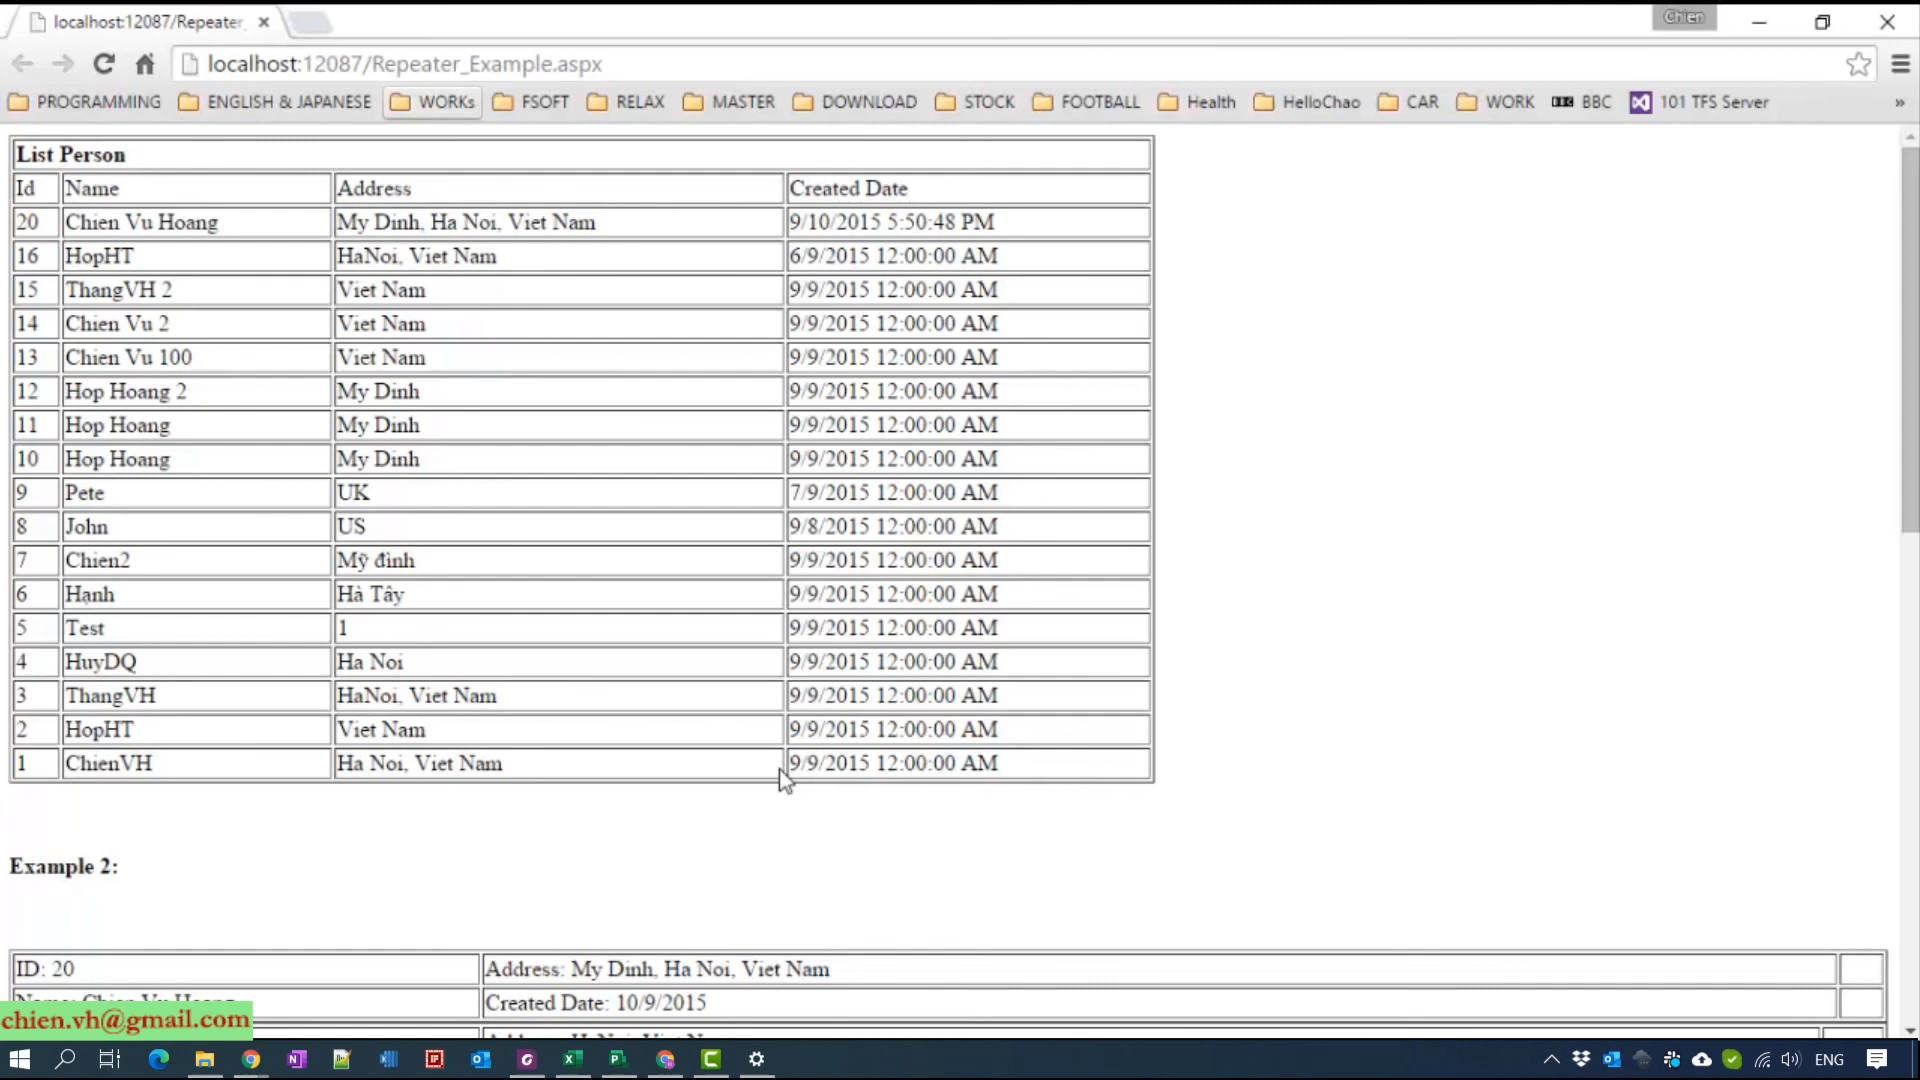 localhost:12087/Repeater_
Chien
localhost:12087/Repeater_Example.aspx
PROGRAMMING ENGLISH & JAPANESE WORKs FSOFT RELAX MASTER DOWNLOAD STOCK FOOTBALL Health HelloChao CAR WORK BBC 101 TFS Server »
List Person
Id Name Address Created Date
20 Chien Vu Hoang My Dinh, Ha Noi, Viet Nam 9/10/2015 5:50:48 PM
16 HopHT HaNoi, Viet Nam 6/9/2015 12:00:00 AM
15 ThangVH 2 Viet Nam 9/9/2015 12:00:00 AM
14 Chien Vu 2 Viet Nam 9/9/2015 12:00:00 AM
13 Chien Vu 100 Viet Nam 9/9/2015 12:00:00 AM
12 Hop Hoang 2 My Dinh 9/9/2015 12:00:00 AM
11 Hop Hoang My Dinh 9/9/2015 12:00:00 AM
10 Hop Hoang My Dinh 9/9/2015 12:00:00 AM
9 Pete UK 7/9/2015 12:00:00 AM
8 John US 9/8/2015 12:00:00 AM
7 Chien2 Mỹ đình 9/9/2015 12:00:00 AM
6 Hạnh Hà Tây 9/9/2015 12:00:00 AM
5 Test 1 9/9/2015 12:00:00 AM
4 HuyDQ Ha Noi 9/9/2015 12:00:00 AM
3 ThangVH HaNoi, Viet Nam 9/9/2015 12:00:00 AM
2 HopHT Viet Nam 9/9/2015 12:00:00 AM
1 ChienVH Ha Noi, Viet Nam 9/9/2015 12:00:00 AM
Example 2:
ID: 20 Address: My Dinh, Ha Noi, Viet Nam
Name: Chien Vu Hoang Created Date: 10/9/2015
chien.vh@gmail.com
ENG